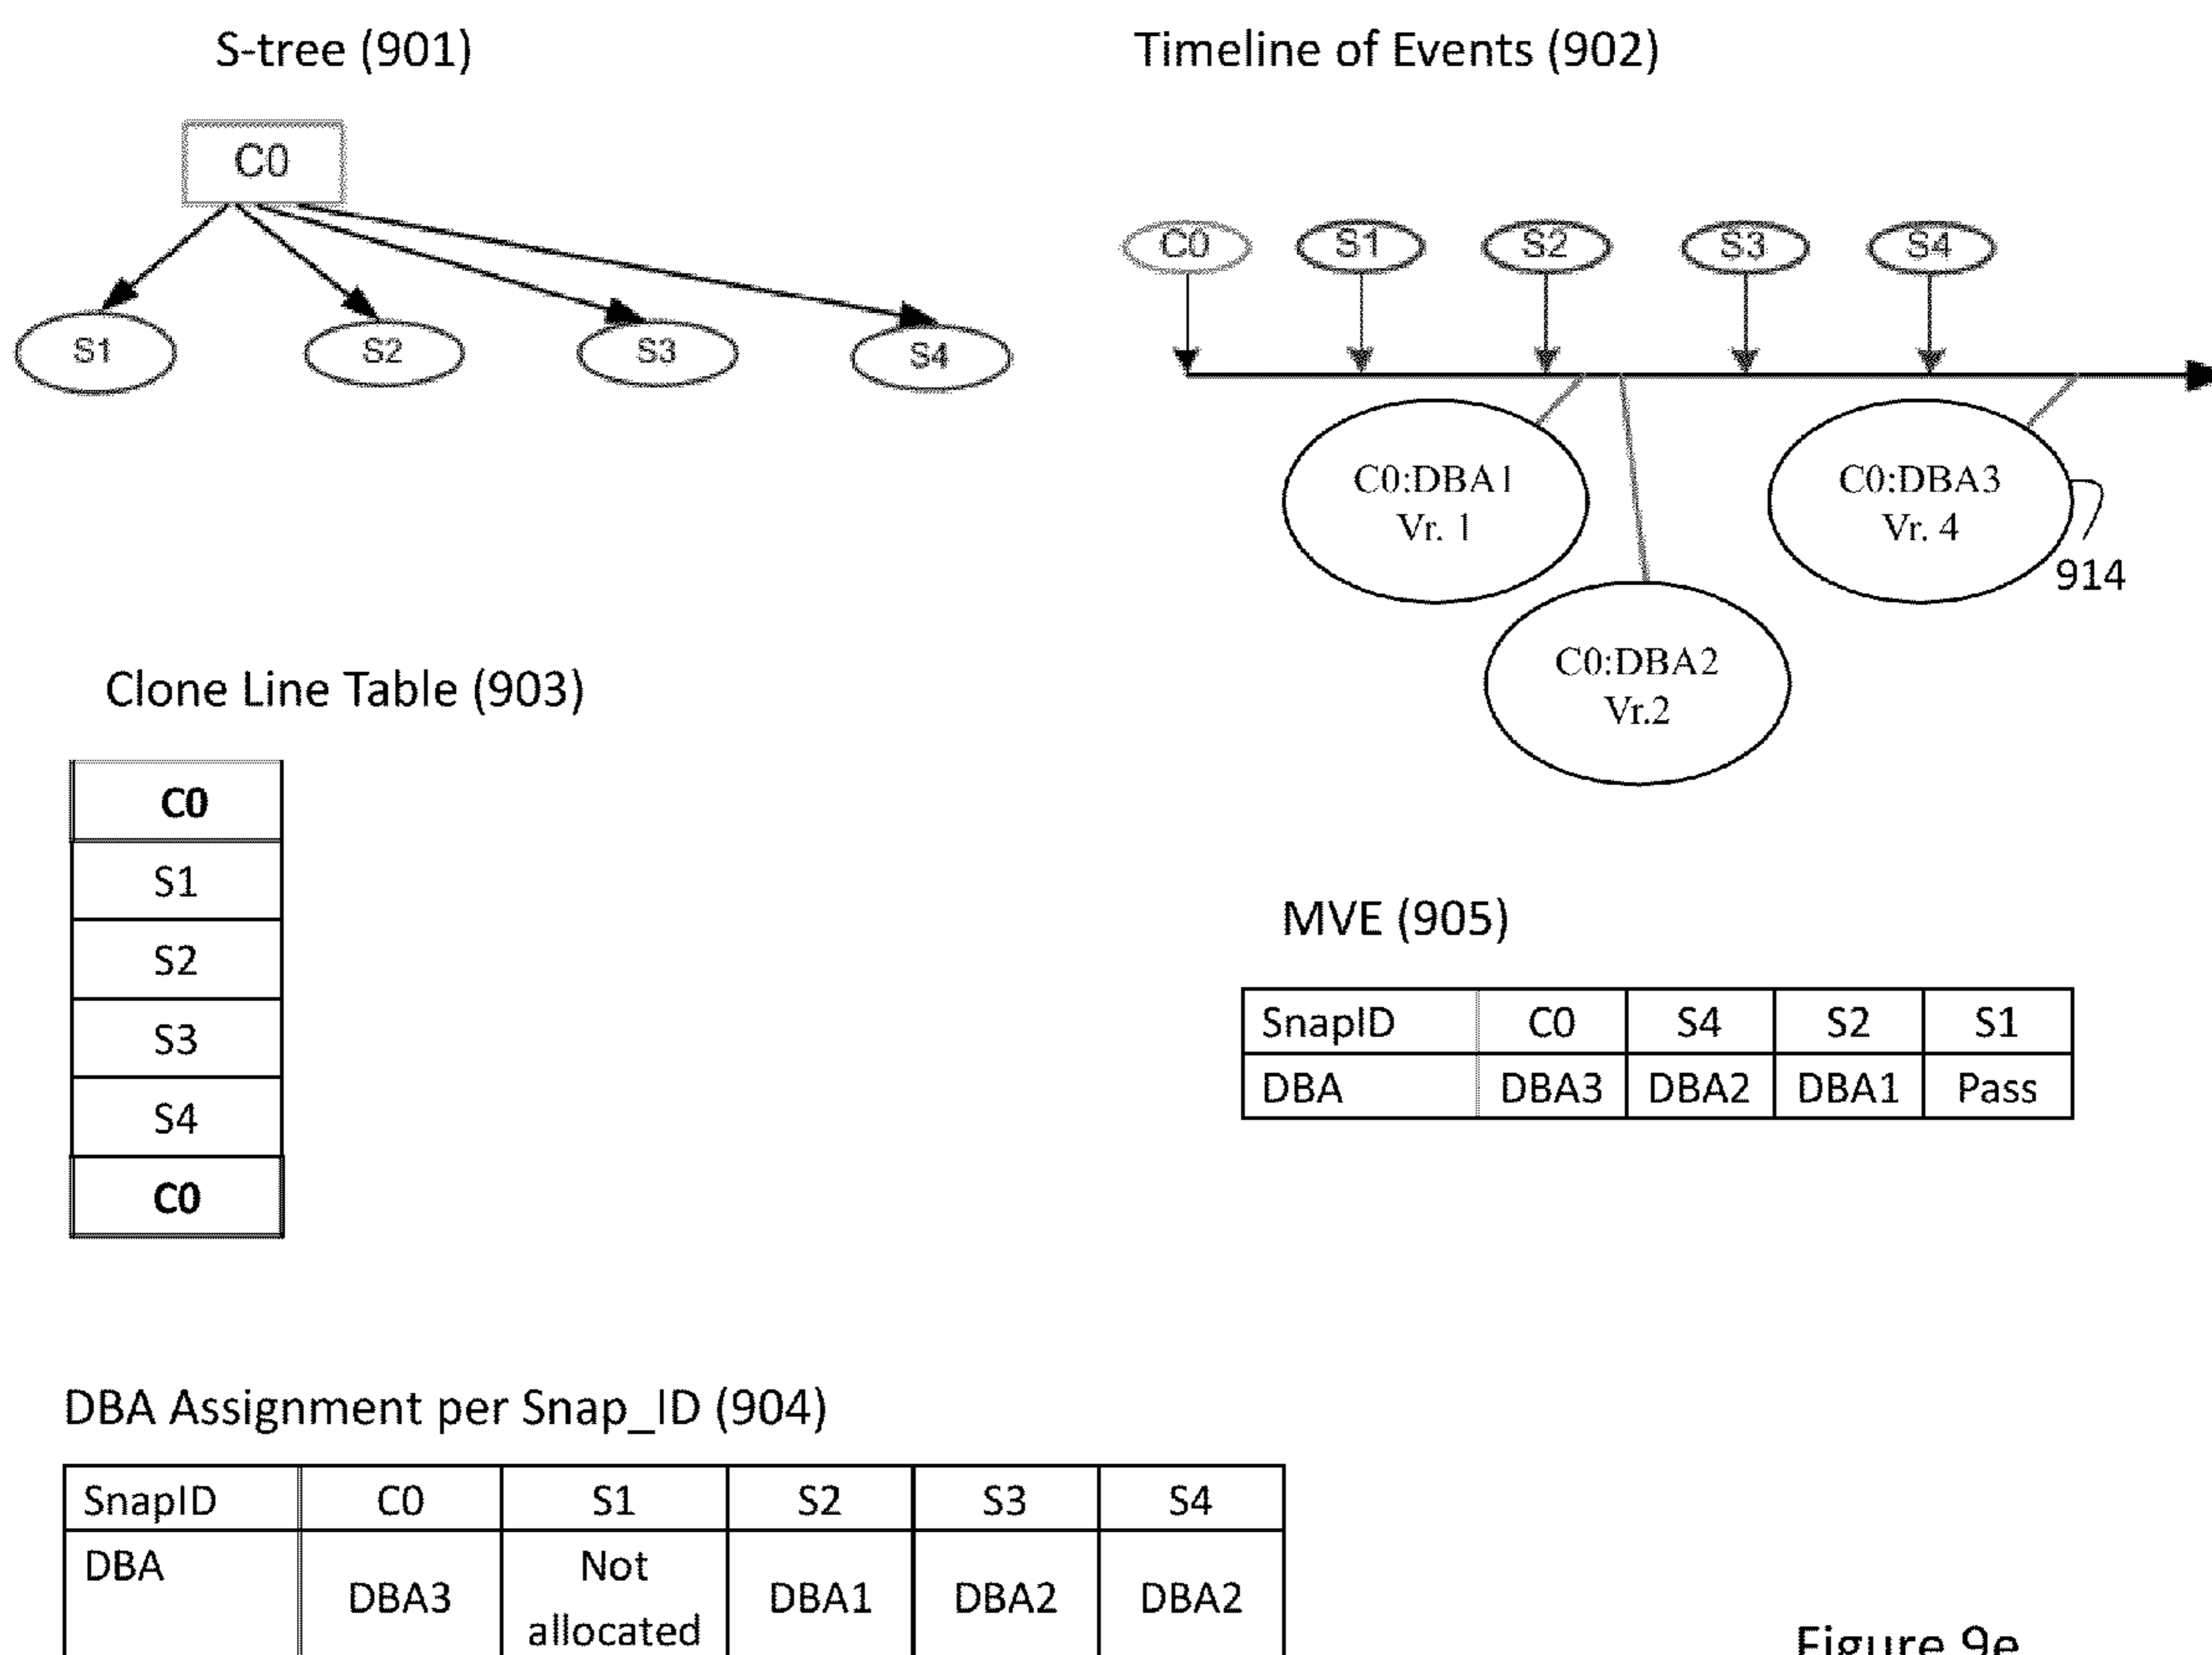 S-tree (901)
C0
S1 S2 S3 S4
Timeline of Events (902)
C0 S1 S2 S3 S4
C0:DBA1
Vr. 1
C0:DBA3
Vr. 4
914
C0:DBA2
Vr.2
Clone Line Table (903)
C0
S1
S2
S3
S4
C0
MVE (905)
SnapID C0 S4 S2 S1
DBA DBA3 DBA2 DBA1 Pass
DBA Assignment per Snap_ID (904)
SnapID C0 S1 S2 S3 S4
DBA DBA3 Not allocated DBA1 DBA2 DBA2
Figure 9e